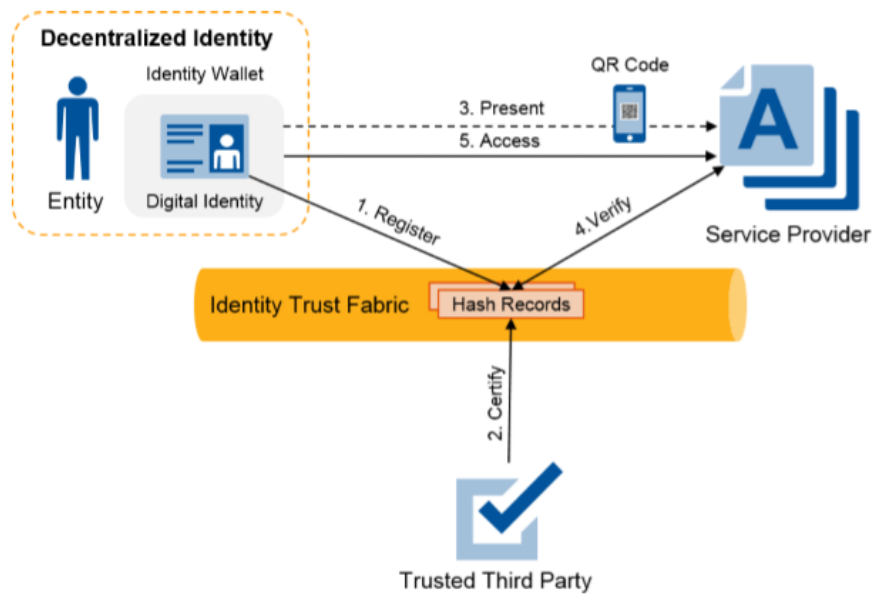 Decentralized Identity
Identity Wallet
Entity
Digital Identity
QR Code
3. Present
5. Access
1. Register
4.Verify
A
Service Provider
Identity Trust Fabric
Hash Records
2. Certify
Trusted Third Party